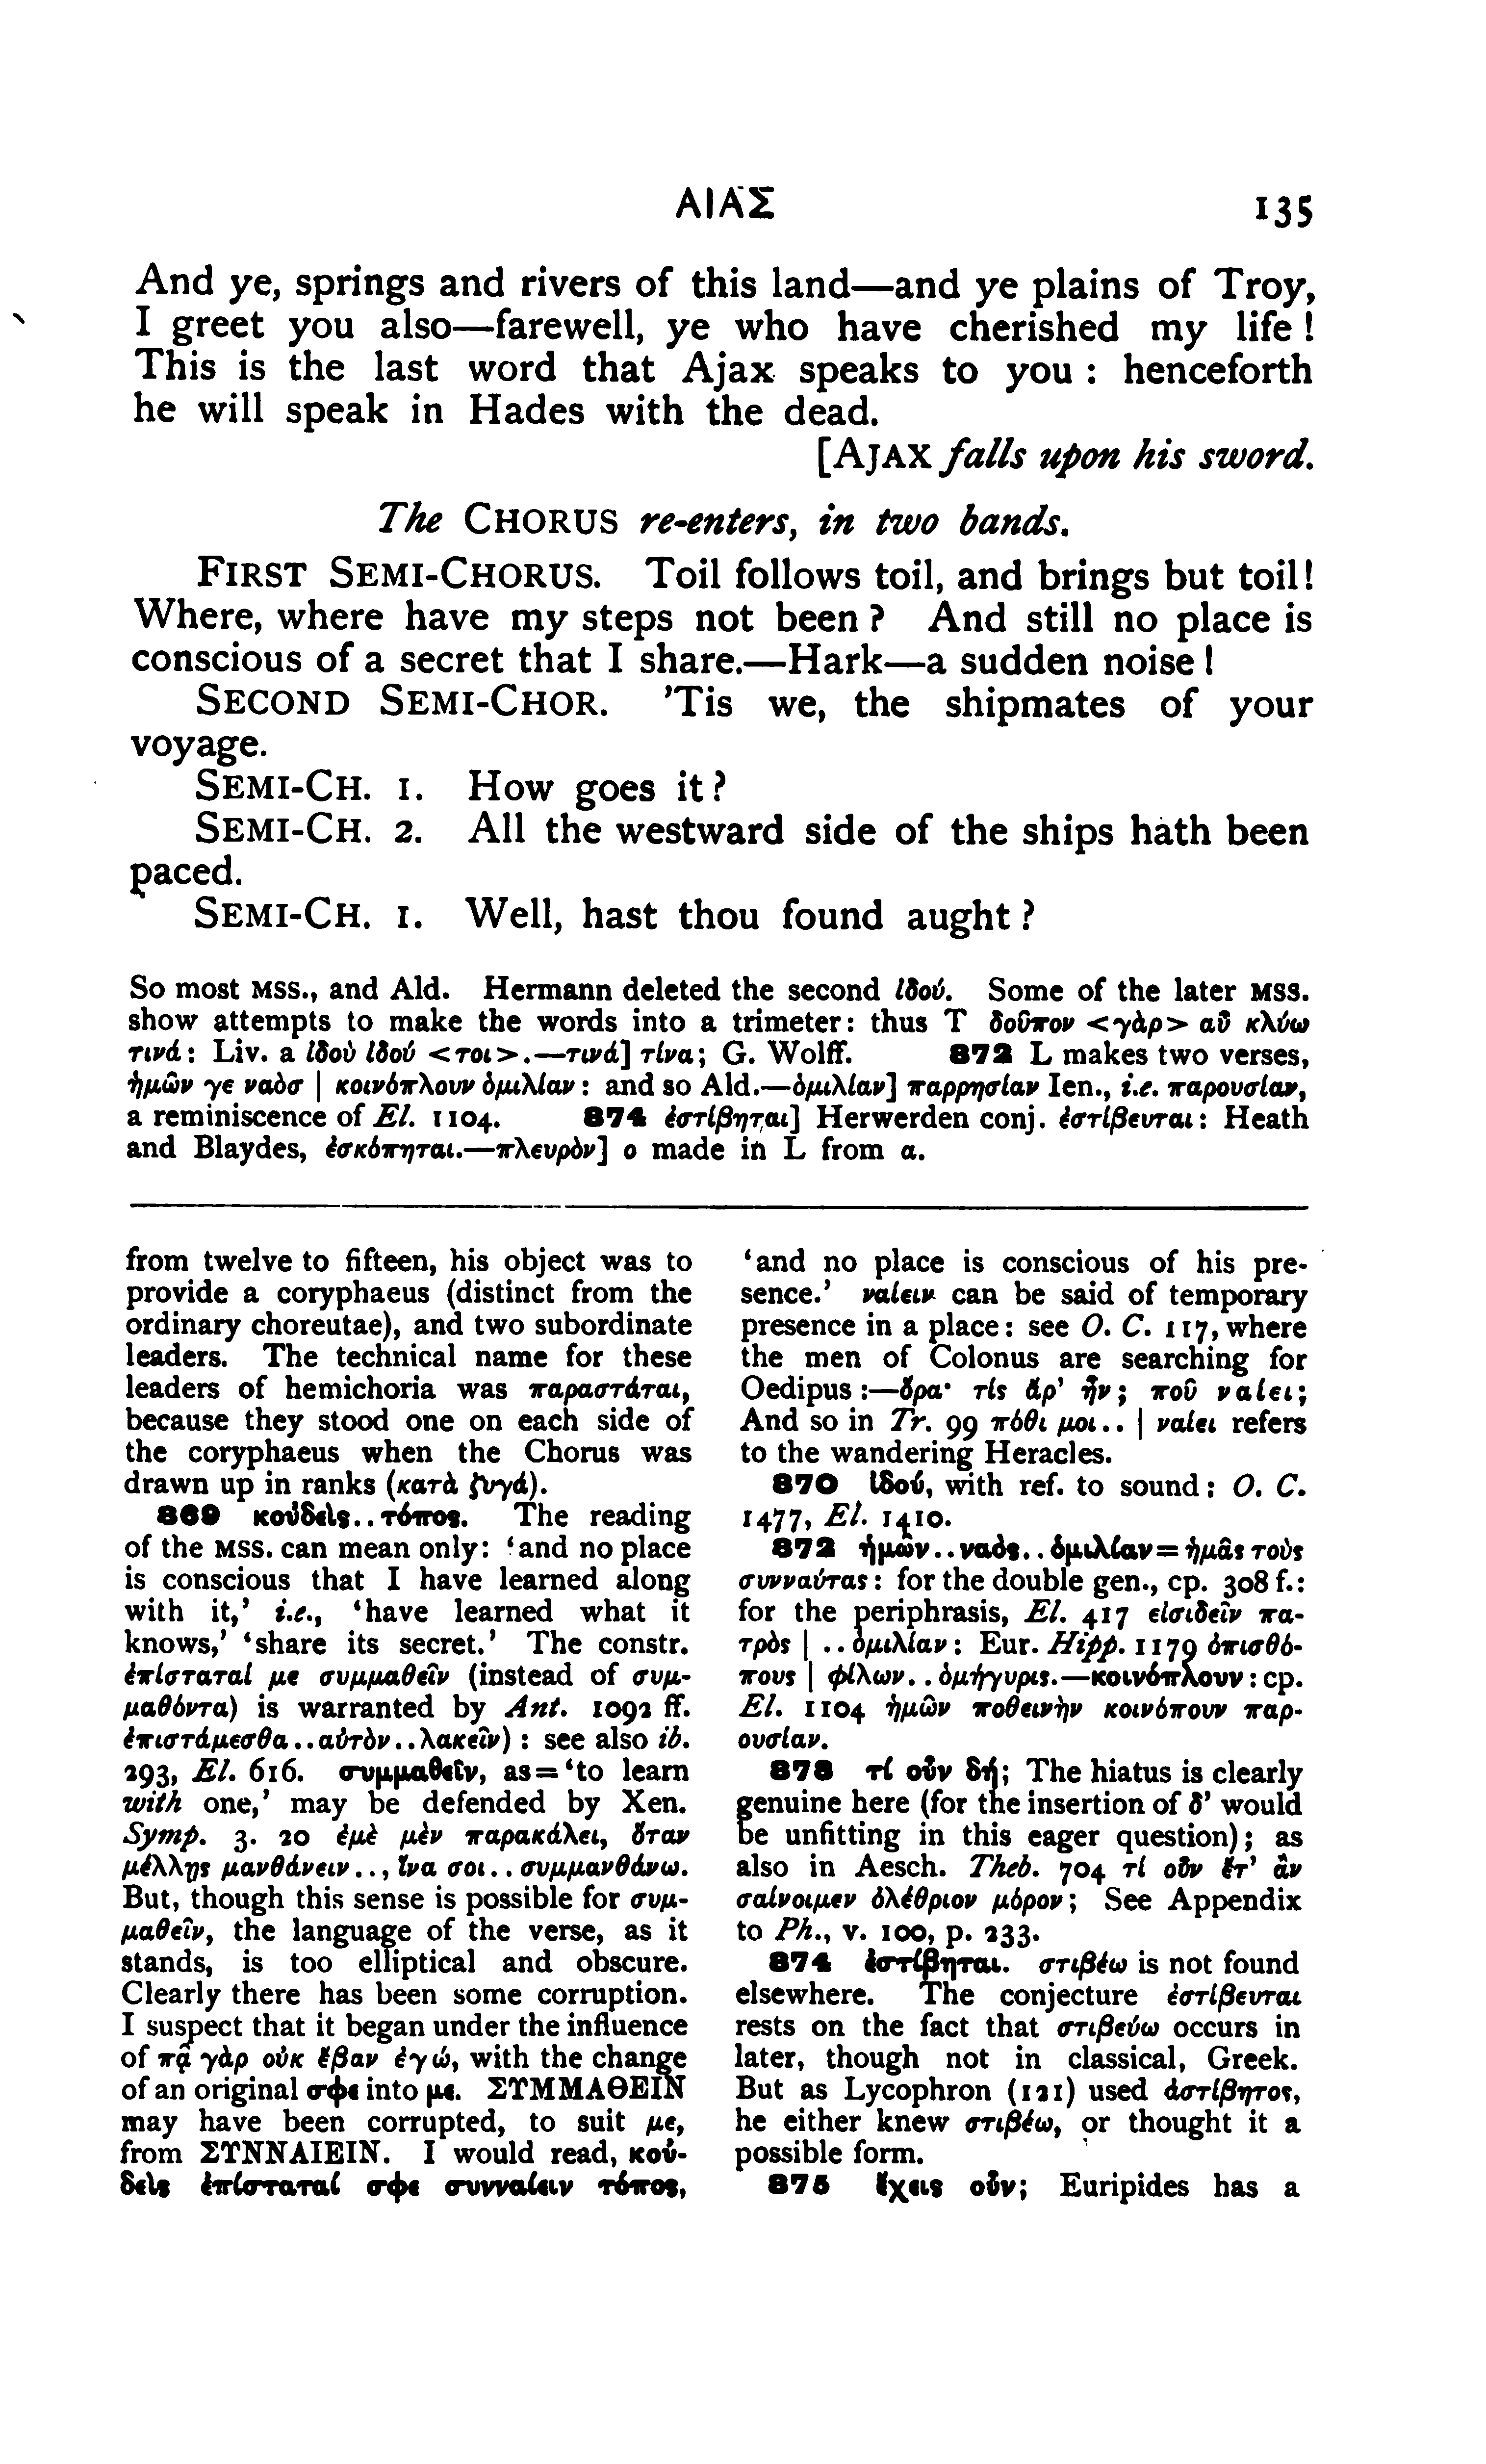 ΑΙΑΣ 135
And ye, springs and rivers of this land—and ye plains of Troy,
I greet you also—farewell, ye who have cherished my life!
This is the last word that Ajax speaks to you : henceforth
he will speak in Hades with the dead.
[AJAX falls upon his sword.
The CHORUS re-enters, in two bands.
FIRST SEMI-CHORUS. Toil follows toil, and brings but toil!
Where, where have my steps not been? And still no place is
conscious of a secret that I share.—Hark—a sudden noise!
SECOND SEMI-CHOR. 'Tis we, the shipmates of your
voyage.
SEMI-CH. 1. How goes it?
SEMI-CH. 2. All the westward side of the ships hath been
paced.
SEMI-CH. 1. Well, hast thou found aught?
So most MSS., and Ald. Hermann deleted the second ἰδού. Some of the later MSS.
show attempts to make the words into a trimeter: thus T δοῦπον <γὰρ> αὖ κλύω
τινά: Liv. a ἰδοὺ ἰδού <τοι>.—τινά] τίνα; G. Wolff. 872 L makes two verses,
ἡμῶν γε ναὸσ | κοινόπλουν ὁμιλίαν: and so Ald.—ὁμιλίαν] παρρησίαν Ien., i.e. παρουσίαν,
a reminiscence of El. 1104. 874 ἐστίβηται] Herwerden conj. ἐστίβευται: Heath
and Blaydes, ἐσκόπηται.—πλευρὸν] ο made in L from α.
from twelve to fifteen, his object was to
provide a coryphaeus (distinct from the
ordinary choreutae), and two subordinate
leaders. The technical name for these
leaders of hemichoria was παραστάται,
because they stood one on each side of
the coryphaeus when the Chorus was
drawn up in ranks (κατὰ ζυγά).
869 κοὐδεὶς..τόπος. The reading
of the MSS. can mean only: 'and no place
is conscious that I have learned along
with it,' i.e., 'have learned what it
knows,' 'share its secret.' The constr.
ἐπίσταταί με συμμαθεῖν (instead of συμ-
μαθόντα) is warranted by Ant. 1092 ff.
ἐπιστάμεσθα..αὐτὸν..λακεῖν): see also ib.
293, El. 616. συμμαθεῖν, as='to learn
with one,' may be defended by Xen.
Symp. 3. 20 ἐμὲ μὲν παρακάλει, ὅταν
μέλλῃς μανθάνειν.., ἵνα σοι..συμμανθάνω.
But, though this sense is possible for συμ-
μαθεῖν, the language of the verse, as it
stands, is too elliptical and obscure.
Clearly there has been some corruption.
I suspect that it began under the influence
of πᾷ γὰρ οὐκ ἔβαν ἐγώ, with the change
of an original σφε into με. ΣΥΜΜΑΘΕΙΝ
may have been corrupted, to suit με,
from ΣΥΝΝΑΙΕΙΝ. I would read, κοὐ-
δεὶς ἐπίσταταί σφε συνναίειν τόπος,
'and no place is conscious of his pre-
sence.' ναίειν can be said of temporary
presence in a place: see O. C. 117, where
the men of Colonus are searching for
Oedipus:—ὅρα· τίς ἄρ' ἦν; ποῦ ναίει;
And so in Tr. 99 πόθι μοι.. | ναίει refers
to the wandering Heracles.
870 ἰδού, with ref. to sound: O. C.
1477, El. 1410.
872 ἡμῶν..ναὸς..ὁμιλίαν=ἡμᾶς τοὺς
συνναύτας: for the double gen., cp. 308 f.:
for the periphrasis, El. 417 εἰσιδεῖν πα-
τρὸς | ..ὁμιλίαν: Eur. Hipp. 1179 ὀπισθό-
πους | φίλων..ὁμήγυρις.—κοινόπλουν: cp.
El. 1104 ἡμῶν ποθεινὴν κοινόπουν παρ-
ουσίαν.
873 τί οὖν δή; The hiatus is clearly
genuine here (for the insertion of δ' would
be unfitting in this eager question); as
also in Aesch. Theb. 704 τί οὖν ἔτ' ἂν
σαίνοιμεν ὀλέθριον μόρον; See Appendix
to Ph., v. 100, p. 233.
874 ἐστίβηται. στιβέω is not found
elsewhere. The conjecture ἐστίβευται
rests on the fact that στιβεύω occurs in
later, though not in classical, Greek.
But as Lycophron (121) used ἀστίβητος,
he either knew στιβέω, or thought it a
possible form.
875 ἔχεις οὖν; Euripides has a